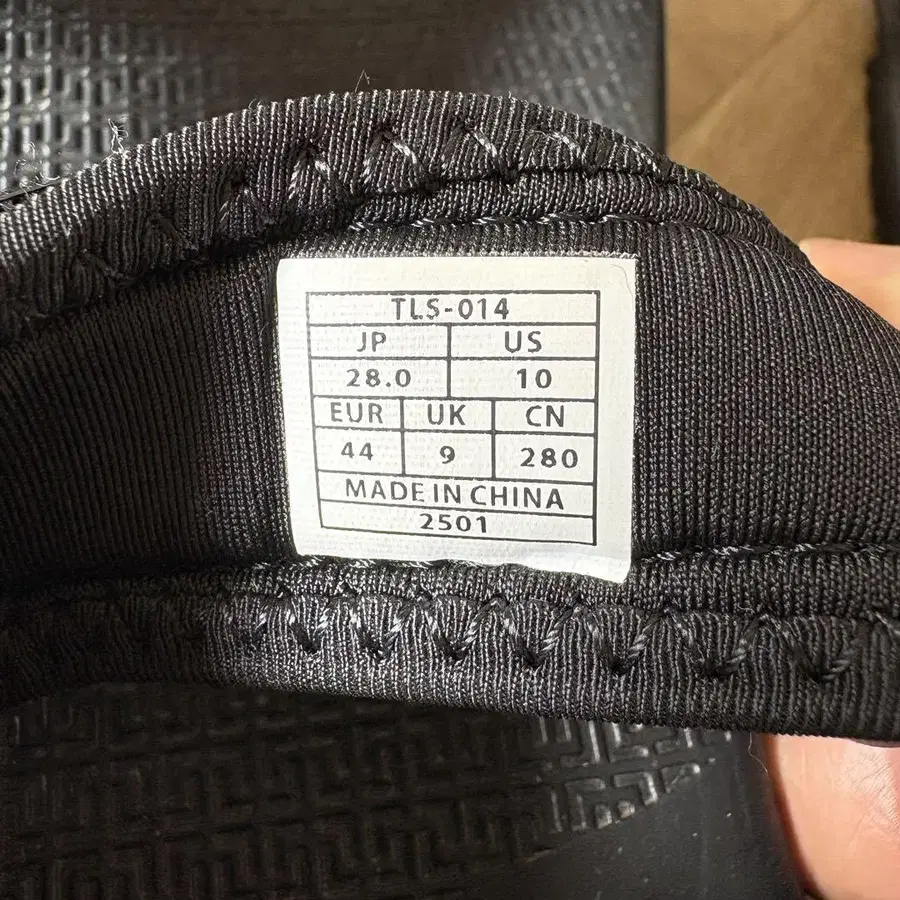 TLS-014
JP US
28.0 10
EUR UK CN
44 9 280
MADE IN CHINA
2501